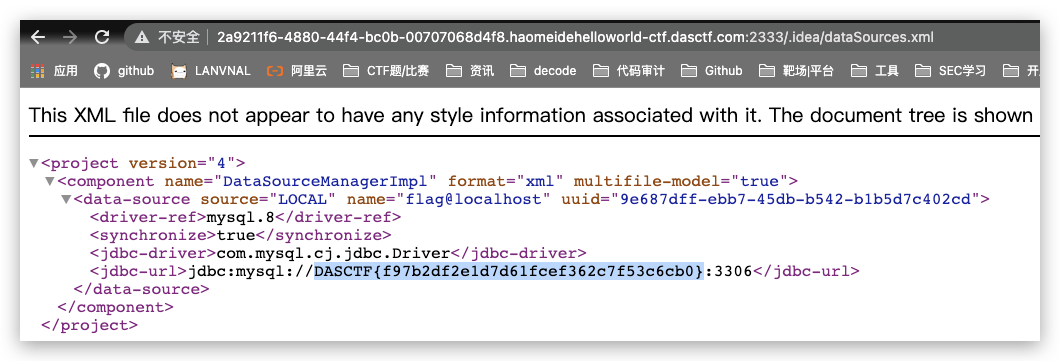 不安全 | 2a9211f6-4880-44f4-bc0b-00707068d4f8.haomeidehelloworld-ctf.dasctf.com:2333/.idea/dataSources.xml
应用 github LANVNAL 阿里云 CTF题/比赛 资讯 decode 代码审计 Github 靶场|平台 工具 SEC学习
This XML file does not appear to have any style information associated with it. The document tree is shown
<project version="4">
<component name="DataSourceManagerImpl" format="xml" multifile-model="true">
<data-source source="LOCAL" name="flag@localhost" uuid="9e687dff-ebb7-45db-b542-b1b5d7c402cd">
<driver-ref>mysql.8</driver-ref>
<synchronize>true</synchronize>
<jdbc-driver>com.mysql.cj.jdbc.Driver</jdbc-driver>
<jdbc-url>jdbc:mysql://DASCTF{f97b2df2e1d7d61fcef362c7f53c6cb0}:3306</jdbc-url>
</data-source>
</component>
</project>